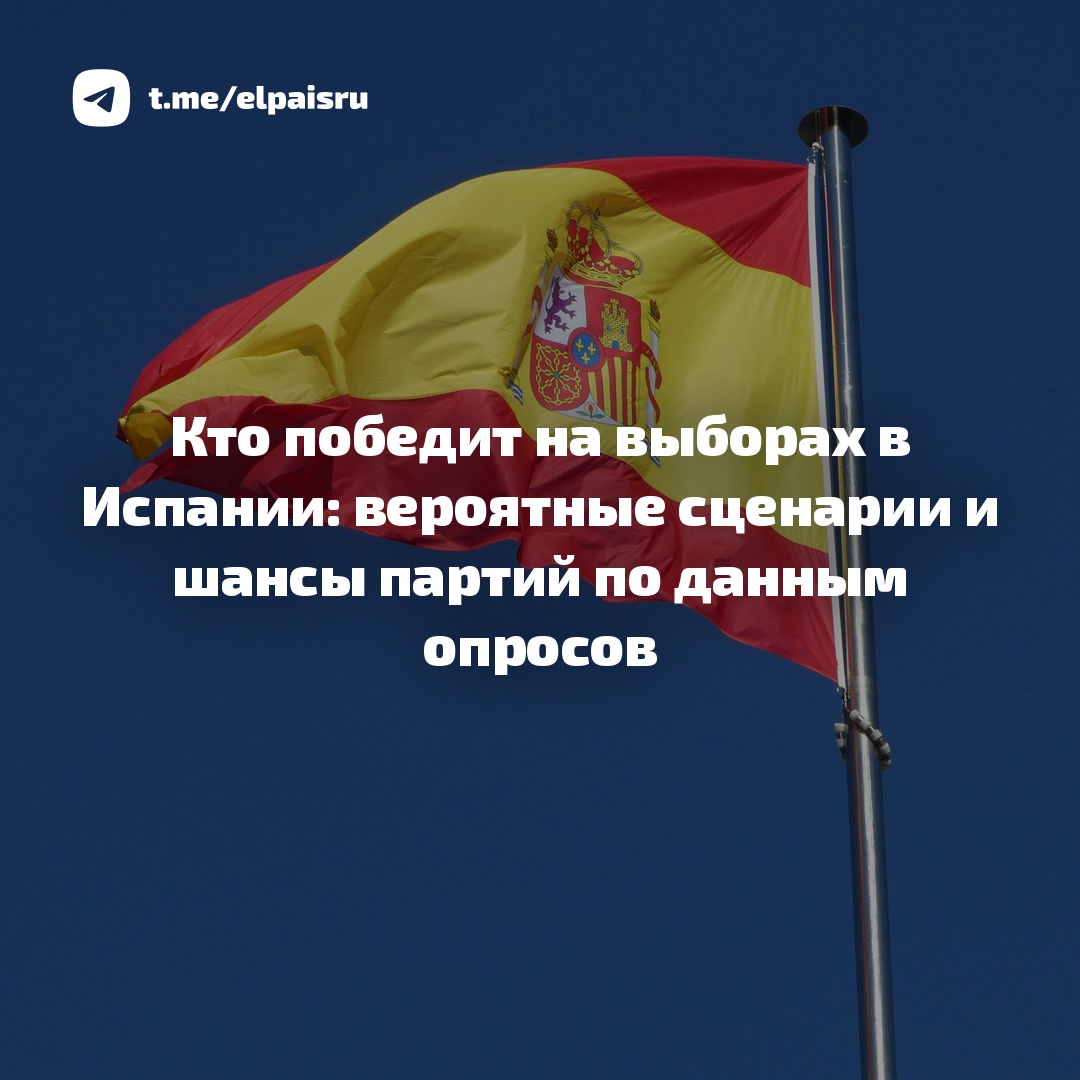 t.me/elpaisru
Кто победит на выборах в
Испании: вероятные сценарии и
шансы партий по данным
опросов